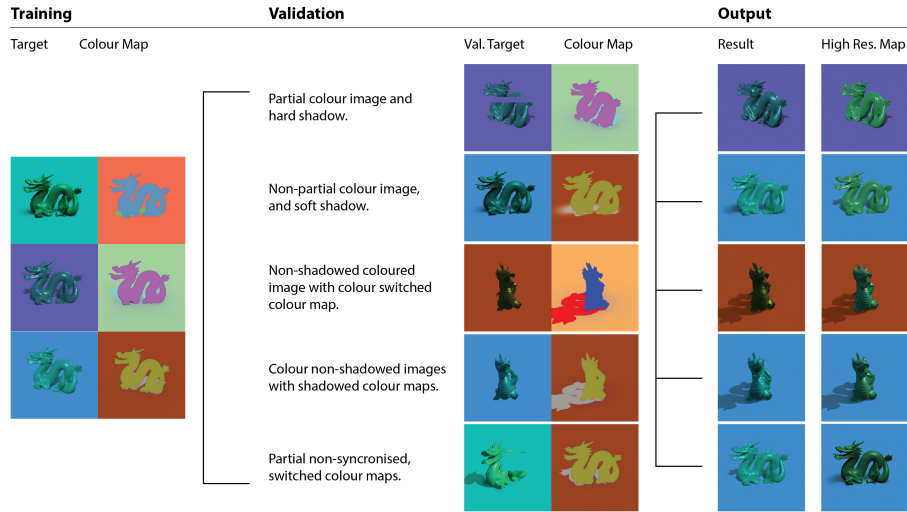 Training
Validation
Output
Target
Colour Map
Val. Target
Colour Map
Result
High Res. Map
Partial colour image and
hard shadow.
Non-partial colour image,
and soft shadow.
Non-shadowed coloured
image with colour switched
colour map.
Colour non-shadowed images
with shadowed colour maps.
Partial non-syncronised,
switched colour maps.